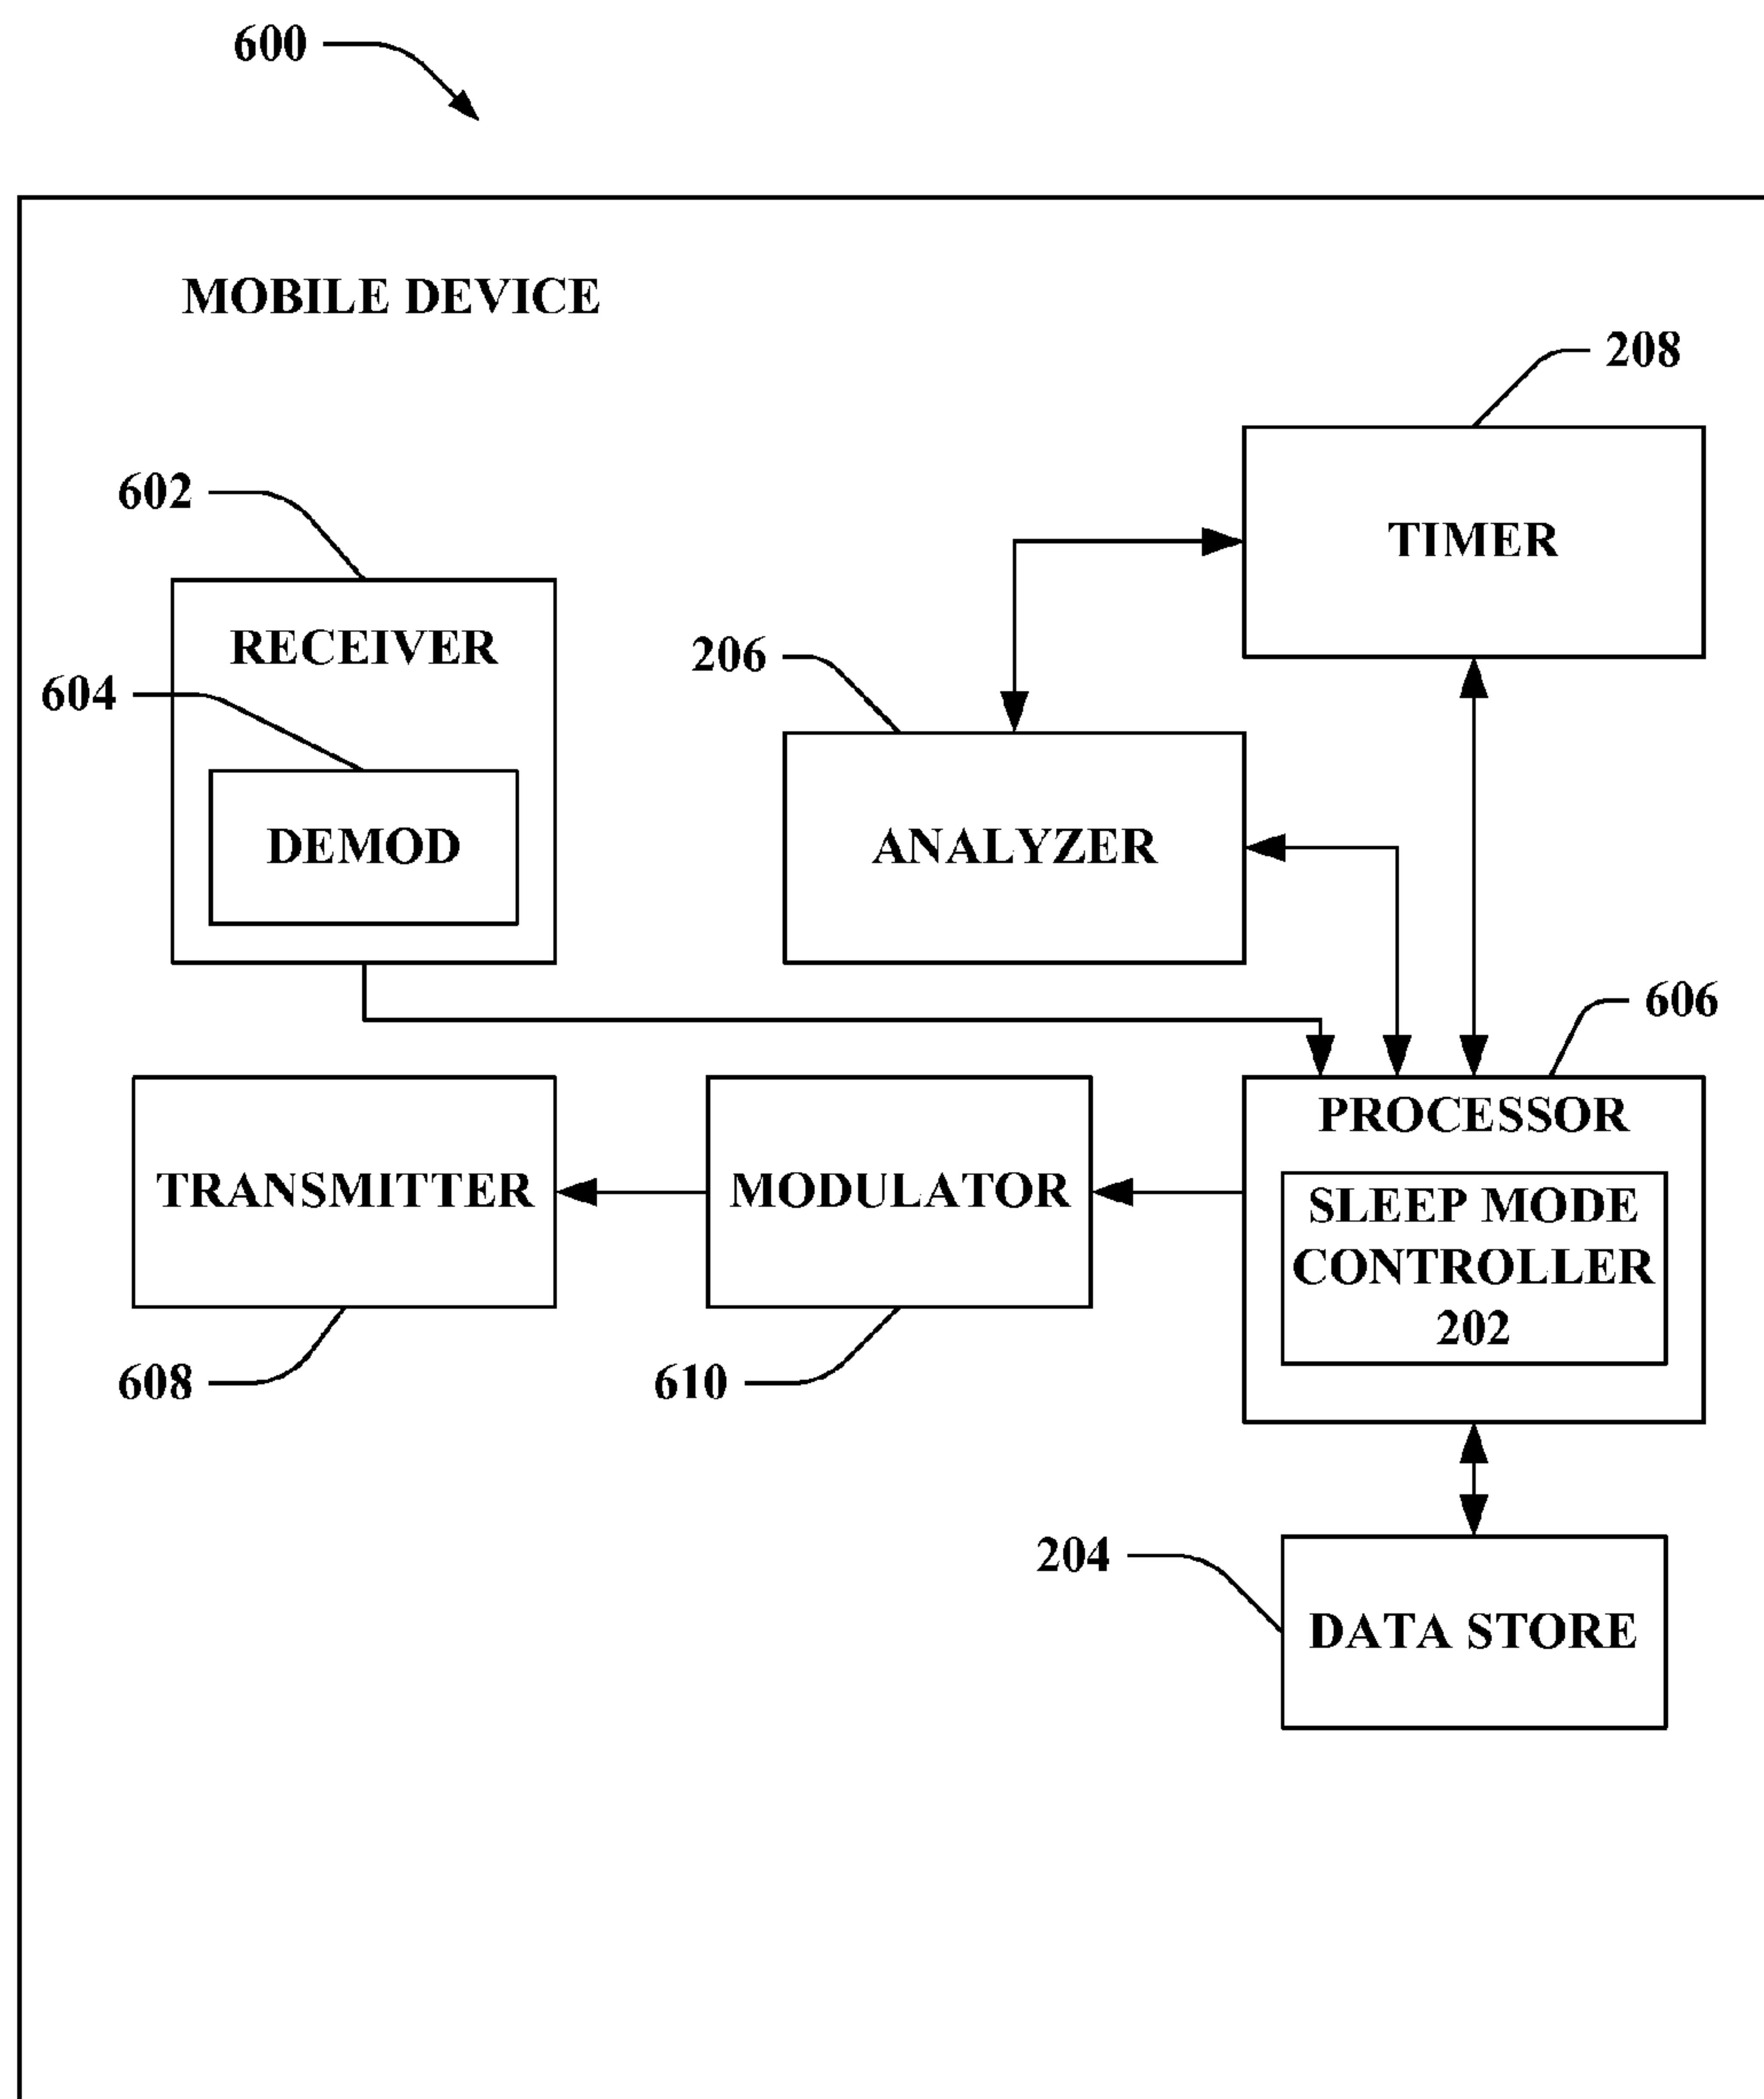 600
MOBILE DEVICE
208
TIMER
602
RECEIVER
206
604
DEMOD
ANALYZER
606
PROCESSOR
TRANSMITTER
MODULATOR
SLEEP MODE
CONTROLLER
202
608
610
204
DATA STORE